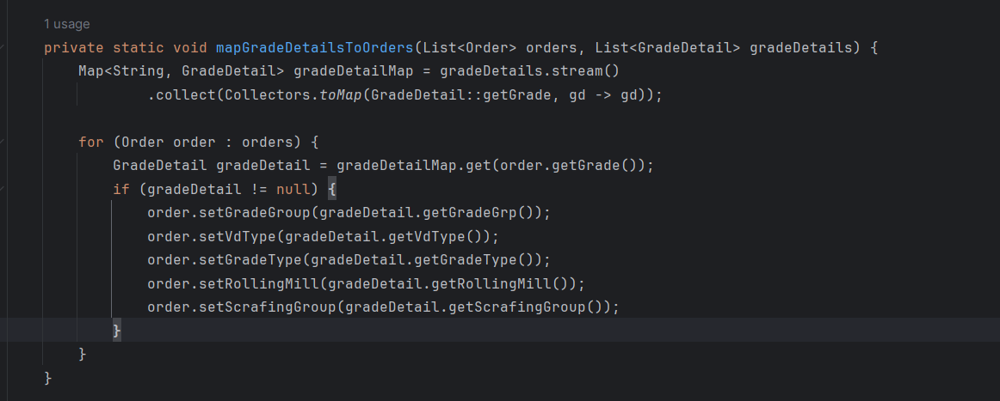 1 usage
private static void mapGradeDetailsToOrders(List<Order> orders, List<GradeDetail> gradeDetails) {
Map<String, GradeDetail> gradeDetailMap = gradeDetails.stream()
.collect(Collectors.toMap(GradeDetail::getGrade, gd -> gd));
for (Order order : orders) {
GradeDetail gradeDetail = gradeDetailMap.get(order.getGrade());
if (gradeDetail != null) {
order.setGradeGroup(gradeDetail.getGradeGrp());
order.setVdType(gradeDetail.getVdType());
order.setGradeType(gradeDetail.getGradeType());
order.setRollingMill(gradeDetail.getRollingMill());
order.setScrafingGroup(gradeDetail.getScrafingGroup());
}
}
}